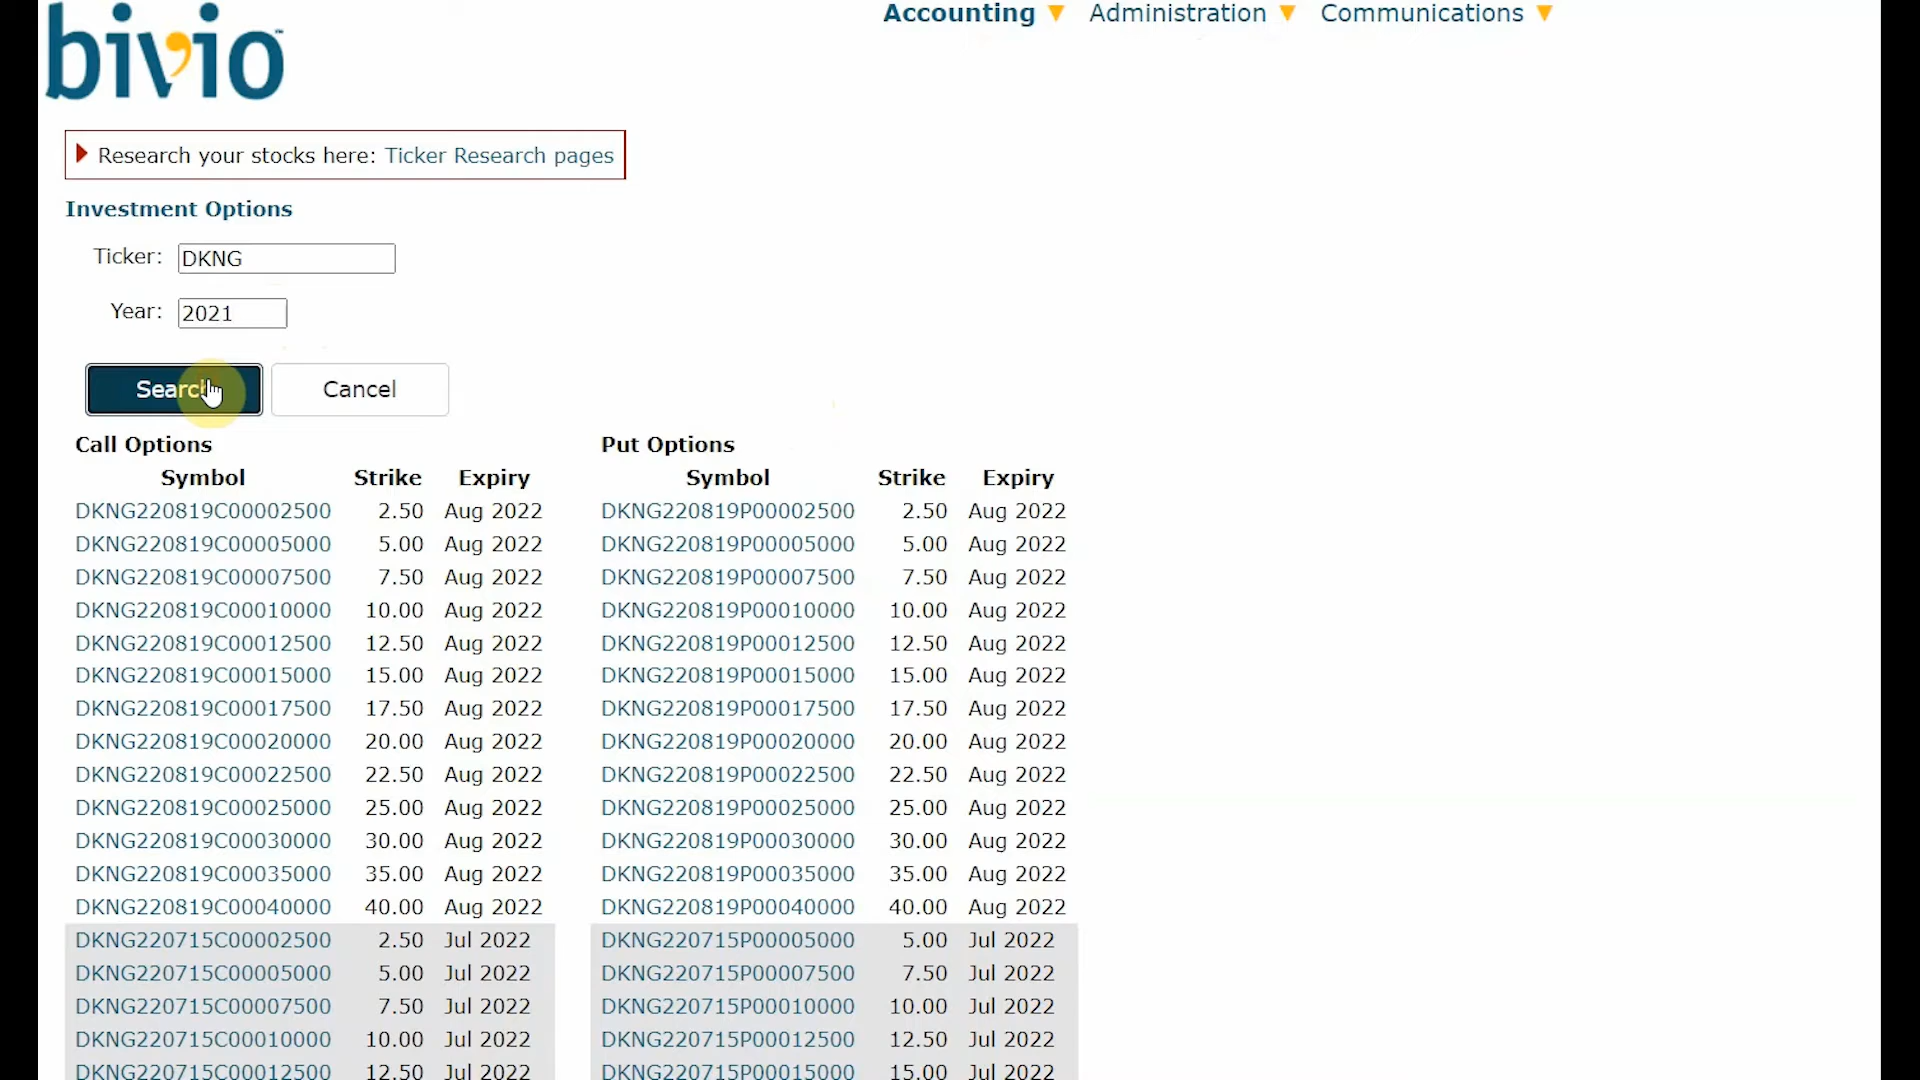 Accounting ▼ Administration ▼ Communications ▼
bivio™
Research your stocks here: Ticker Research pages
Investment Options
Ticker: DKNG
Year: 2021
Search Cancel
Call Options Put Options
Symbol Strike Expiry Symbol Strike Expiry
DKNG220819C00002500 2.50 Aug 2022 DKNG220819P00002500 2.50 Aug 2022
DKNG220819C00005000 5.00 Aug 2022 DKNG220819P00005000 5.00 Aug 2022
DKNG220819C00007500 7.50 Aug 2022 DKNG220819P00007500 7.50 Aug 2022
DKNG220819C00010000 10.00 Aug 2022 DKNG220819P00010000 10.00 Aug 2022
DKNG220819C00012500 12.50 Aug 2022 DKNG220819P00012500 12.50 Aug 2022
DKNG220819C00015000 15.00 Aug 2022 DKNG220819P00015000 15.00 Aug 2022
DKNG220819C00017500 17.50 Aug 2022 DKNG220819P00017500 17.50 Aug 2022
DKNG220819C00020000 20.00 Aug 2022 DKNG220819P00020000 20.00 Aug 2022
DKNG220819C00022500 22.50 Aug 2022 DKNG220819P00022500 22.50 Aug 2022
DKNG220819C00025000 25.00 Aug 2022 DKNG220819P00025000 25.00 Aug 2022
DKNG220819C00030000 30.00 Aug 2022 DKNG220819P00030000 30.00 Aug 2022
DKNG220819C00035000 35.00 Aug 2022 DKNG220819P00035000 35.00 Aug 2022
DKNG220819C00040000 40.00 Aug 2022 DKNG220819P00040000 40.00 Aug 2022
DKNG220715C00002500 2.50 Jul 2022 DKNG220715P00005000 5.00 Jul 2022
DKNG220715C00005000 5.00 Jul 2022 DKNG220715P00007500 7.50 Jul 2022
DKNG220715C00007500 7.50 Jul 2022 DKNG220715P00010000 10.00 Jul 2022
DKNG220715C00010000 10.00 Jul 2022 DKNG220715P00012500 12.50 Jul 2022
DKNG220715C00012500 12.50 Jul 2022 DKNG220715P00015000 15.00 Jul 2022